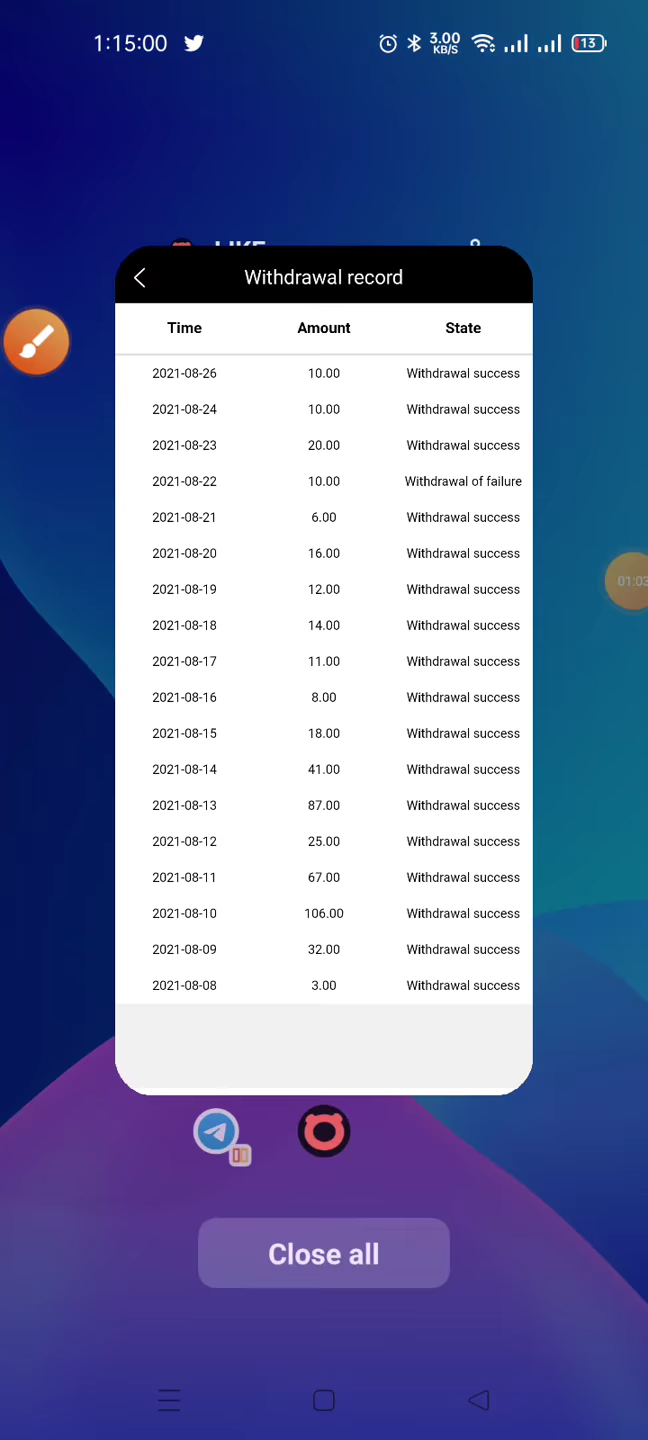 1:15:00 3.00 KB/S 13
LIKE
Withdrawal record
Time Amount State
2021-08-26 10.00 Withdrawal success
2021-08-24 10.00 Withdrawal success
2021-08-23 20.00 Withdrawal success
2021-08-22 10.00 Withdrawal of failure
2021-08-21 6.00 Withdrawal success
2021-08-20 16.00 Withdrawal success
2021-08-19 12.00 Withdrawal success
2021-08-18 14.00 Withdrawal success
2021-08-17 11.00 Withdrawal success
2021-08-16 8.00 Withdrawal success
2021-08-15 18.00 Withdrawal success
2021-08-14 41.00 Withdrawal success
2021-08-13 87.00 Withdrawal success
2021-08-12 25.00 Withdrawal success
2021-08-11 67.00 Withdrawal success
2021-08-10 106.00 Withdrawal success
2021-08-09 32.00 Withdrawal success
2021-08-08 3.00 Withdrawal success
01:03
Close all